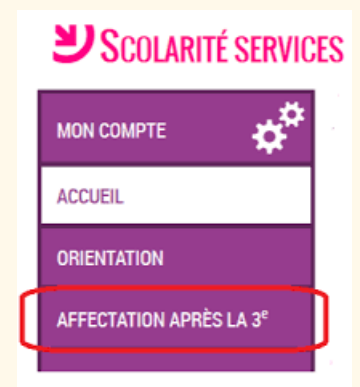 SCOLARITÉ SERVICES
MON COMPTE
ACCUEIL
ORIENTATION
AFFECTATION APRÈS LA 3ᵉ